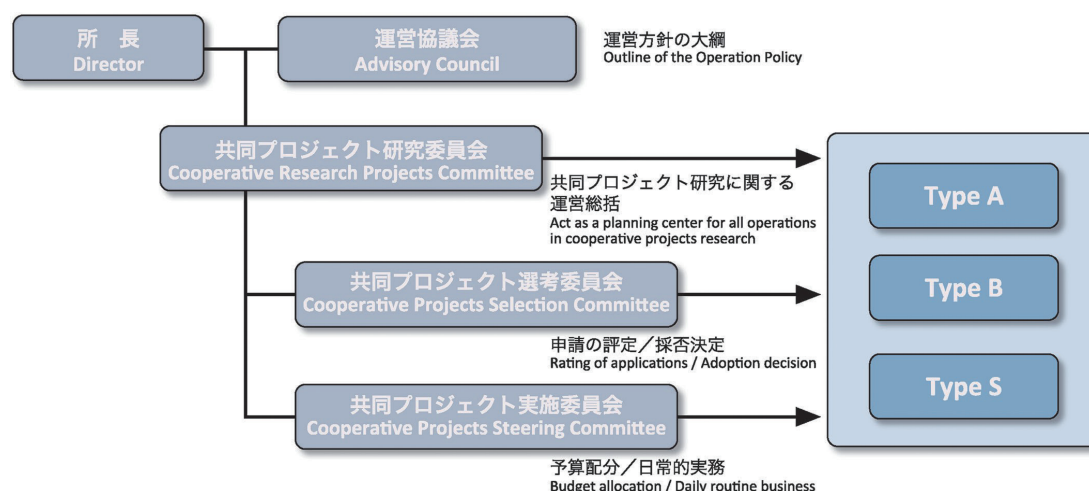 所　長
Director
運営協議会
Advisory Council
運営方針の大綱
Outline of the Operation Policy
共同プロジェクト研究委員会
Cooperative Research Projects Committee
共同プロジェクト研究に関する
運営総括
Act as a planning center for all operations
in cooperative projects research
共同プロジェクト選考委員会
Cooperative Projects Selection Committee
申請の評定／採否決定
Rating of applications / Adoption decision
共同プロジェクト実施委員会
Cooperative Projects Steering Committee
予算配分／日常的実務
Budget allocation / Daily routine business
Type A
Type B
Type S